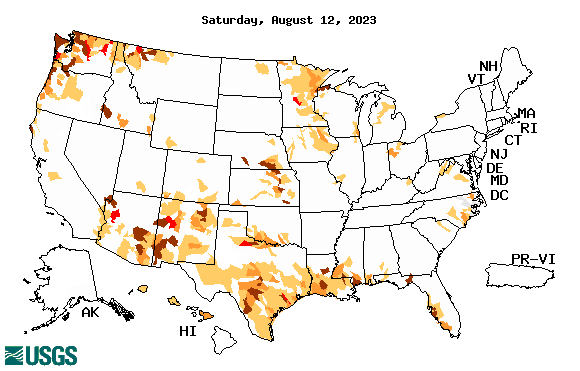 Saturday, August 12, 2023
NH
VT
MA
RI
CT
NJ
DE
MD
DC
PR-VI
AK
HI
USGS